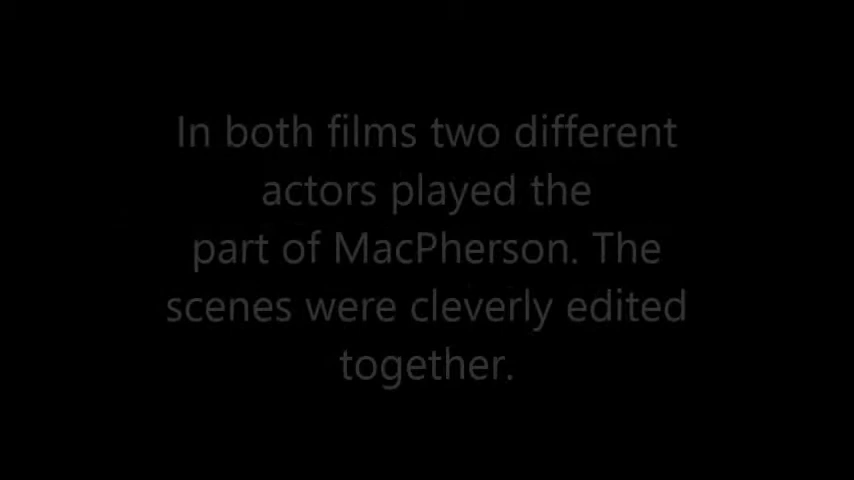 In both films two different
actors played the
part of MacPherson. The
scenes were cleverly edited
together.